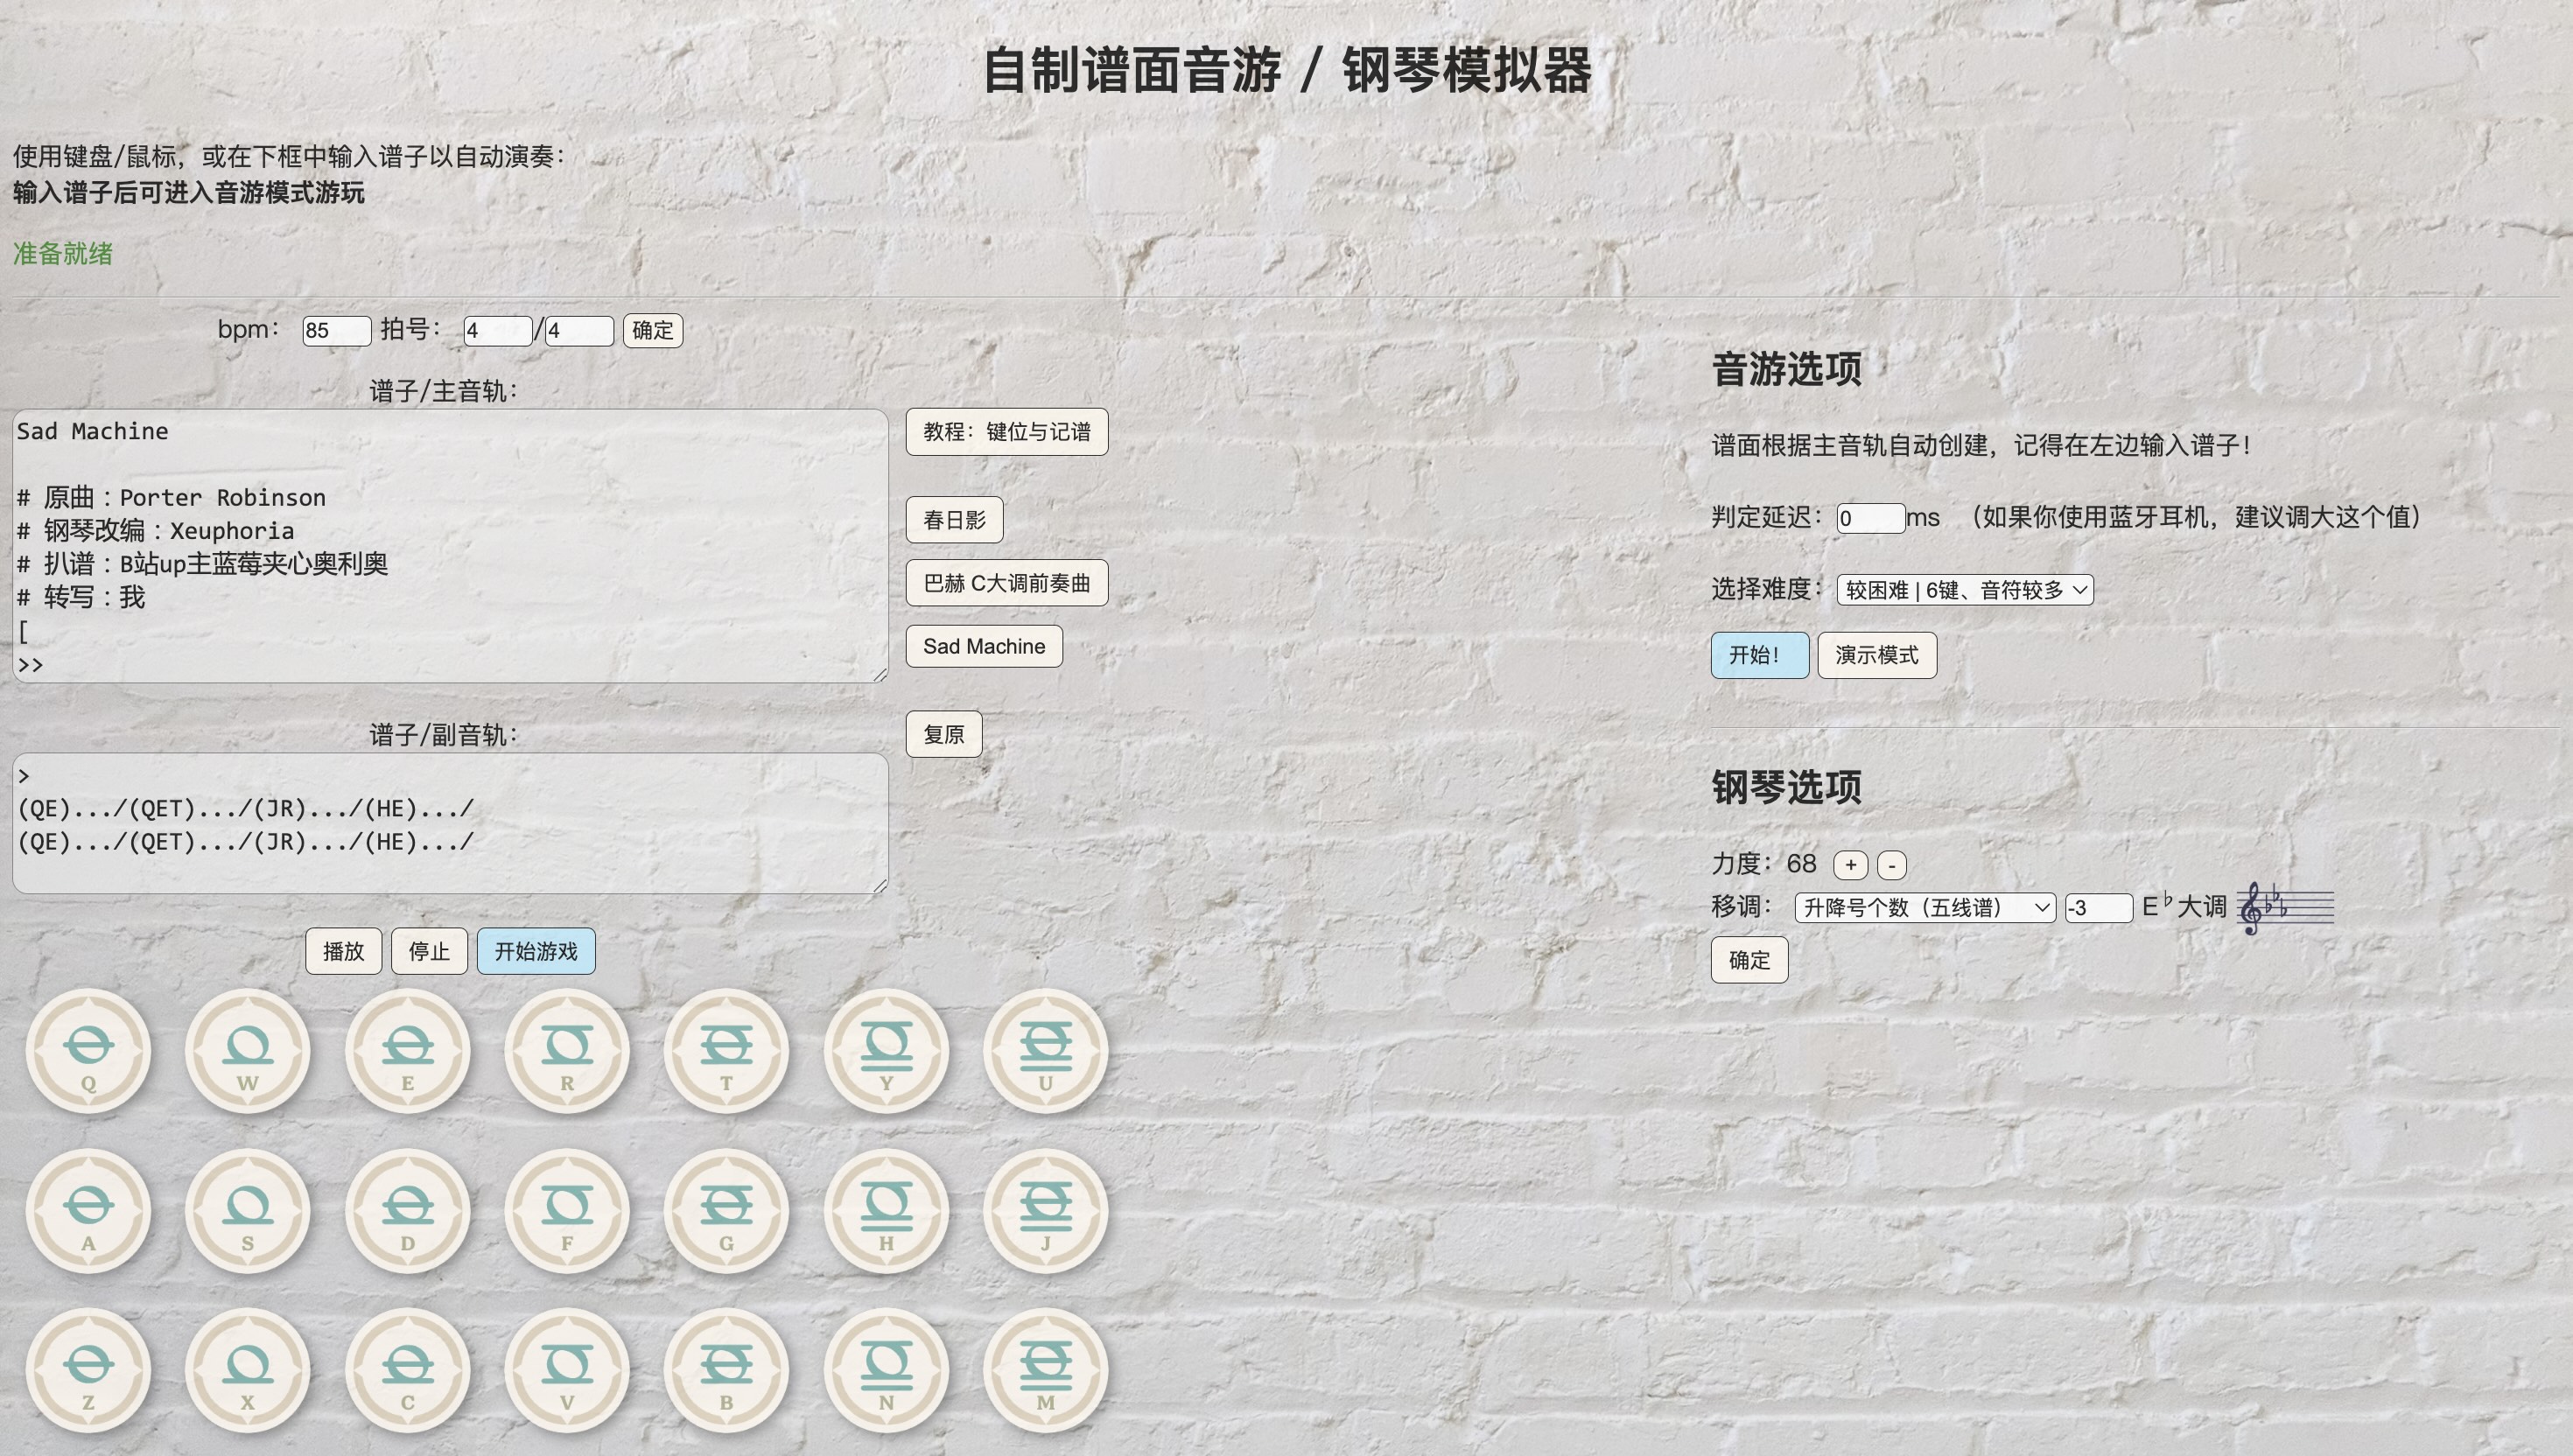 自制谱面音游 / 钢琴模拟器
使用键盘/鼠标，或在下框中输入谱子以自动演奏：
输入谱子后可进入音游模式游玩
准备就绪
bpm： 85 拍号： 4/4 确定
谱子/主音轨：
Sad Machine
# 原曲：Porter Robinson
# 钢琴改编：Xeuphoria
# 扒谱：B站up主蓝莓夹心奥利奥
# 转写：我
[
>>
教程：键位与记谱
春日影
巴赫 C大调前奏曲
Sad Machine
复原
谱子/副音轨：
>
(QE).../(QET).../(JR).../(HE).../
(QE).../(QET).../(JR).../(HE).../
播放 停止 开始游戏
Q W E R T Y U
A S D F G H J
Z X C V B N M
音游选项
谱面根据主音轨自动创建，记得在左边输入谱子！
判定延迟：0ms （如果你使用蓝牙耳机，建议调大这个值）
选择难度：较困难 | 6键、音符较多
开始！ 演示模式
钢琴选项
力度：68 + -
移调： 升降号个数（五线谱） -3 E♭大调
确定